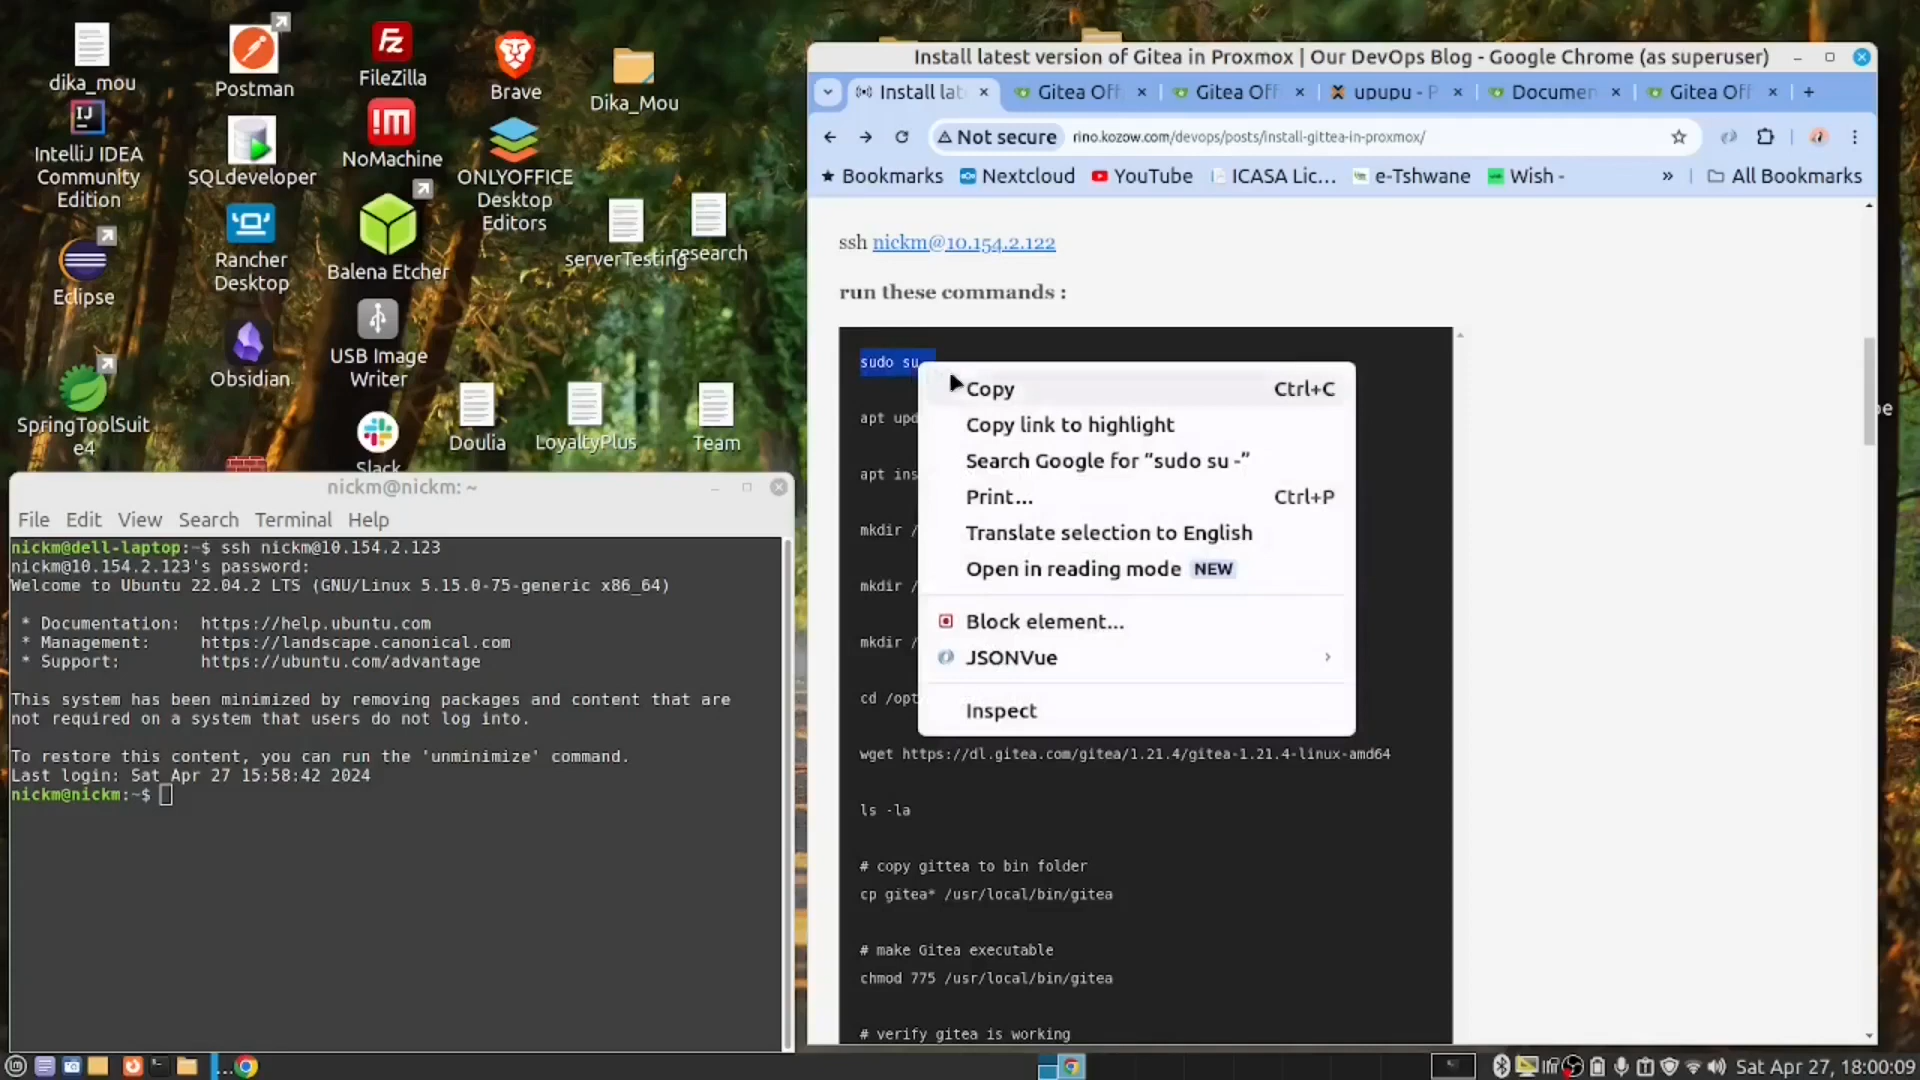 dika_mou
Postman
FileZilla
Brave
Dika_Mou
IntelliJ IDEA
Community
Edition
SQLdeveloper
NoMachine
ONLYOFFICE
Desktop
Editors
Eclipse
Rancher
Desktop
Balena Etcher
serverTesting
research
Obsidian
USB Image
Writer
SpringToolSuit
e4
Slack
Doulia
LoyaltyPlus
Team
nickm@nickm: ~
File Edit View Search Terminal Help
nickm@dell-laptop:~$ ssh nickm@10.154.2.123
nickm@10.154.2.123's password:
Welcome to Ubuntu 22.04.2 LTS (GNU/Linux 5.15.0-75-generic x86_64)
* Documentation: https://help.ubuntu.com
* Management: https://landscape.canonical.com
* Support: https://ubuntu.com/advantage
This system has been minimized by removing packages and content that are
not required on a system that users do not log into.
To restore this content, you can run the 'unminimize' command.
Last login: Sat Apr 27 15:58:42 2024
nickm@nickm:~$
Install latest version of Gitea in Proxmox | Our DevOps Blog - Google Chrome (as superuser)
Install lat Gitea Off Gitea Off upupu - P Documen Gitea Off
Not secure rino.kozow.com/devops/posts/install-gittea-in-proxmox/
Bookmarks Nextcloud YouTube ICASA Lic... e-Tshwane Wish - » All Bookmarks
ssh nickm@10.154.2.122
run these commands :
sudo su
apt upd
apt ins
mkdir /
mkdir /
mkdir /
cd /opt
wget https://dl.gitea.com/gitea/1.21.4/gitea-1.21.4-linux-amd64
ls -la
# copy gittea to bin folder
cp gitea* /usr/local/bin/gitea
# make Gitea executable
chmod 775 /usr/local/bin/gitea
# verify gitea is working
Copy Ctrl+C
Copy link to highlight
Search Google for “sudo su -”
Print... Ctrl+P
Translate selection to English
Open in reading mode NEW
Block element...
JSONVue
Inspect
Sat Apr 27, 18:00:09